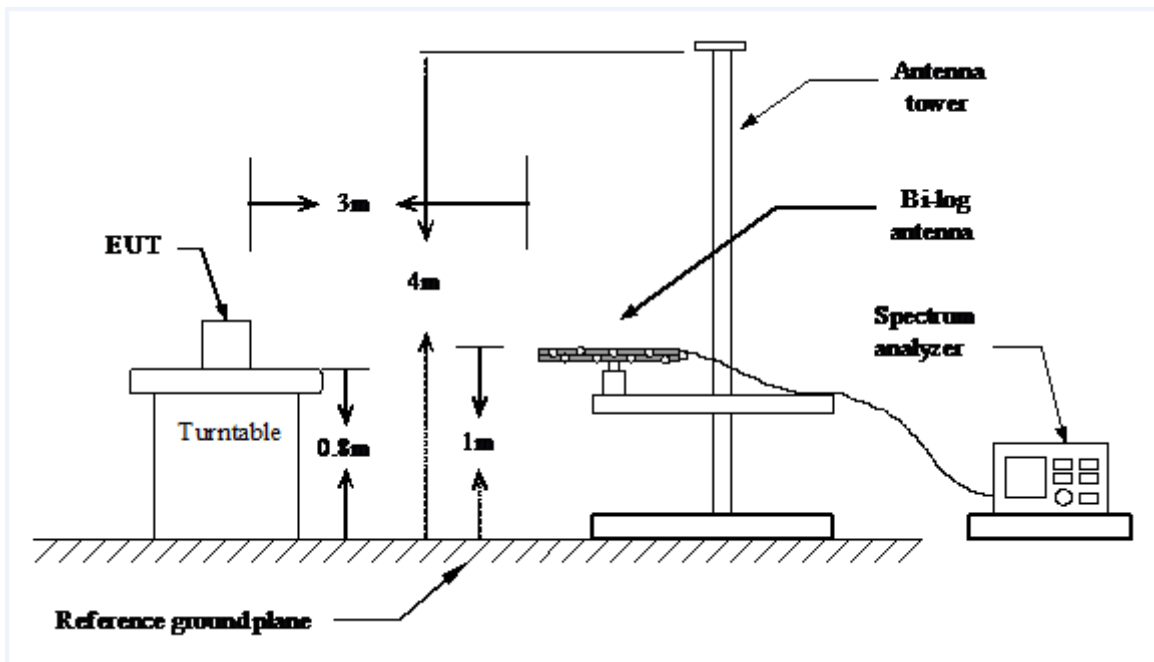 Antenna
tower
3m
Bi-log
antenna
EUT
4m
Spectrum
analyzer
Turntable
0.8m
1m
Reference ground plane